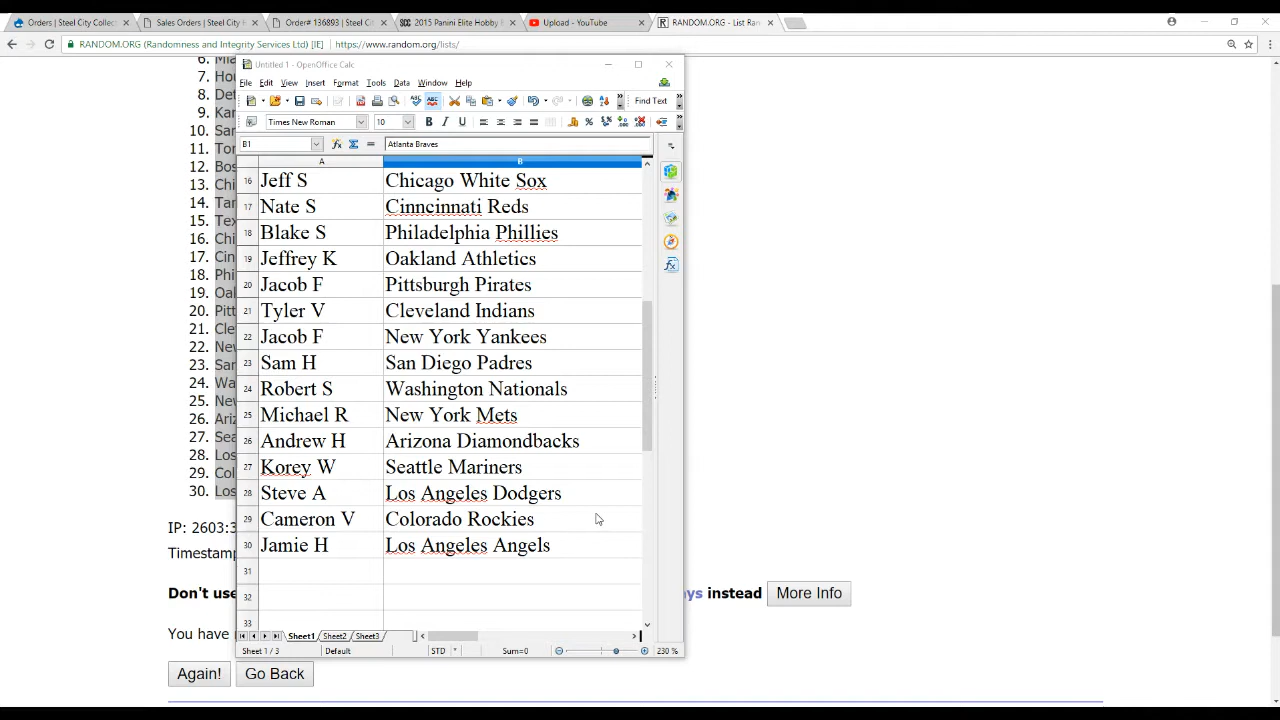 Orders | Steel City Collect
Sales Orders | Steel City
Order# 136893 | Steel Cit
2015 Panini Elite Hobby B
Upload - YouTube
RANDOM.ORG - List Ran
RANDOM.ORG (Randomness and Integrity Services Ltd) [IE] https://www.random.org/lists/
Untitled 1 - OpenOffice Calc
File Edit View Insert Format Tools Data Window Help
Find Text
Times New Roman 10
B1 Atlanta Braves
A B
16 Jeff S Chicago White Sox
17 Nate S Cinncinnati Reds
18 Blake S Philadelphia Phillies
19 Jeffrey K Oakland Athletics
20 Jacob F Pittsburgh Pirates
21 Tyler V Cleveland Indians
22 Jacob F New York Yankees
23 Sam H San Diego Padres
24 Robert S Washington Nationals
25 Michael R New York Mets
26 Andrew H Arizona Diamondbacks
27 Korey W Seattle Mariners
28 Steve A Los Angeles Dodgers
29 Cameron V Colorado Rockies
30 Jamie H Los Angeles Angels
31
32
33
Sheet1 Sheet2 Sheet3
Sheet 1 / 3 Default STD * Sum=0 230 %
6. Mia
7. Hou
8. Det
9. Kan
10. San
11. Tor
12. Bos
13. Chi
14. Tam
15. Tex
16. Chi
17. Cin
18. Phi
19. Oal
20. Pitt
21. Cle
22. Nev
23. San
24. Wa
25. Nev
26. Ariz
27. Sea
28. Los
29. Col
30. Los
IP: 2603:3
Timestamp
Don't use ys instead More Info
You have
Again! Go Back